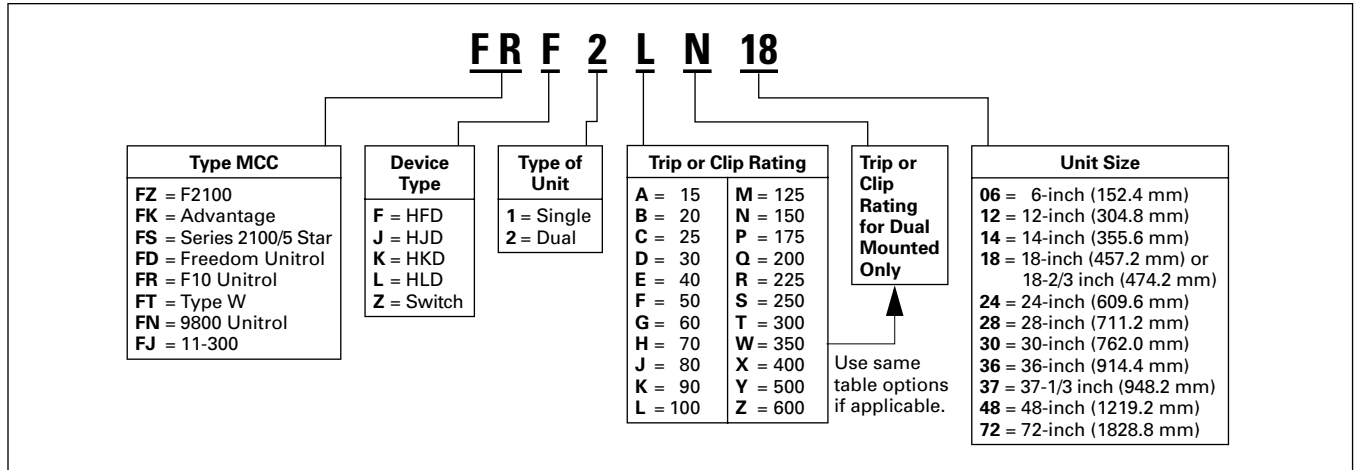 FR F 2 L N 18
Type MCC
FZ = F2100
FK = Advantage
FS = Series 2100/5 Star
FD = Freedom Unitrol
FR = F10 Unitrol
FT = Type W
FN = 9800 Unitrol
FJ = 11-300
Device
Type
F = HFD
J = HJD
K = HKD
L = HLD
Z = Switch
Type of
Unit
1 = Single
2 = Dual
Trip or Clip Rating
A = 15
B = 20
C = 25
D = 30
E = 40
F = 50
G = 60
H = 70
J = 80
K = 90
L = 100
M = 125
N = 150
P = 175
Q = 200
R = 225
S = 250
T = 300
W = 350
X = 400
Y = 500
Z = 600
Trip or
Clip
Rating
for Dual
Mounted
Only
Use same
table options
if applicable.
Unit Size
06 = 6-inch (152.4 mm)
12 = 12-inch (304.8 mm)
14 = 14-inch (355.6 mm)
18 = 18-inch (457.2 mm) or
18-2/3 inch (474.2 mm)
24 = 24-inch (609.6 mm)
28 = 28-inch (711.2 mm)
30 = 30-inch (762.0 mm)
36 = 36-inch (914.4 mm)
37 = 37-1/3 inch (948.2 mm)
48 = 48-inch (1219.2 mm)
72 = 72-inch (1828.8 mm)